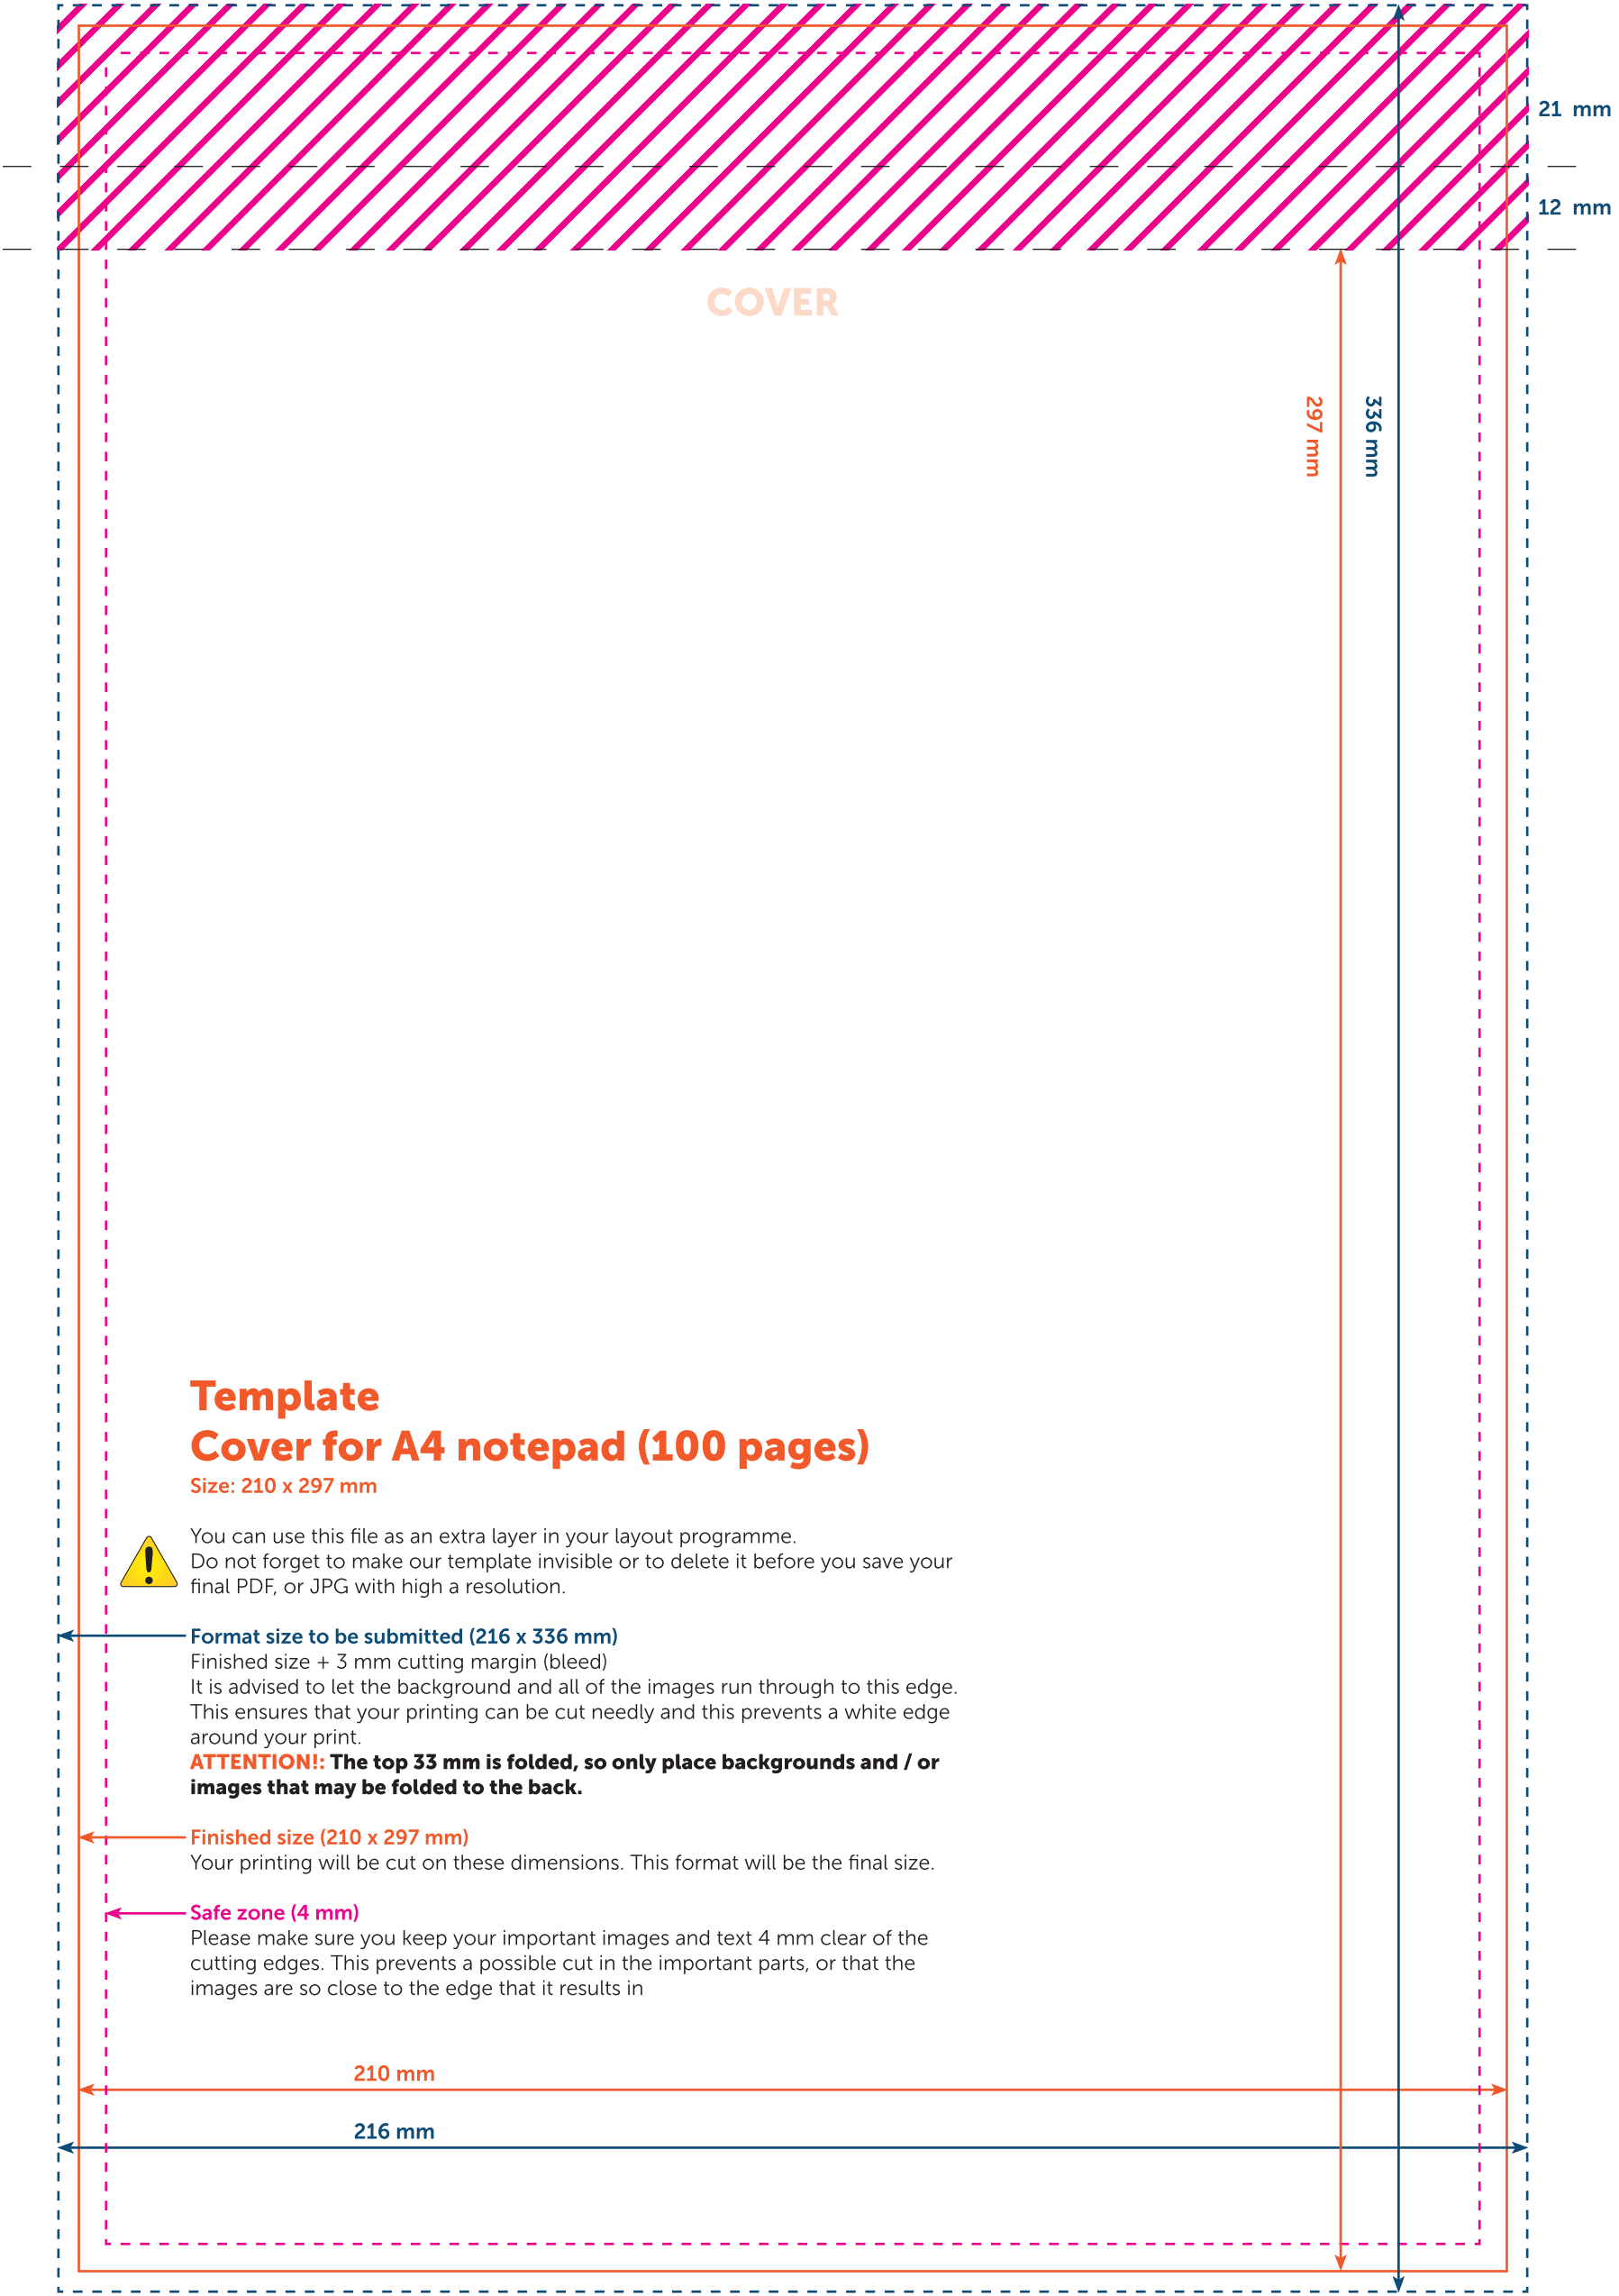 21 mm
12 mm
COVER
297 mm
336 mm
Template
Cover for A4 notepad (100 pages)
Size: 210 x 297 mm
You can use this file as an extra layer in your layout programme.
Do not forget to make our template invisible or to delete it before you save your
final PDF, or JPG with high a resolution.
Format size to be submitted (216 x 336 mm)
Finished size + 3 mm cutting margin (bleed)
It is advised to let the background and all of the images run through to this edge.
This ensures that your printing can be cut needly and this prevents a white edge
around your print.
ATTENTION!: The top 33 mm is folded, so only place backgrounds and / or
images that may be folded to the back.
Finished size (210 x 297 mm)
Your printing will be cut on these dimensions. This format will be the final size.
Safe zone (4 mm)
Please make sure you keep your important images and text 4 mm clear of the
cutting edges. This prevents a possible cut in the important parts, or that the
images are so close to the edge that it results in
210 mm
216 mm